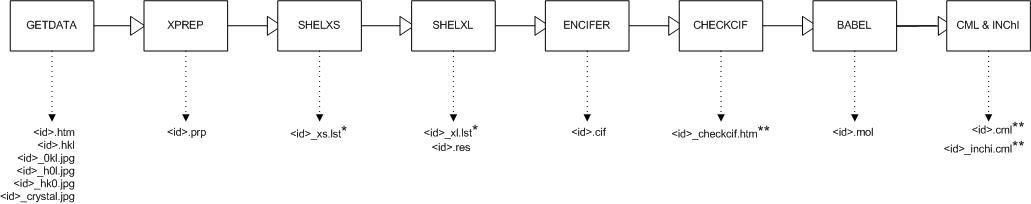 GETDATA
XPREP
SHELXS
SHELXL
ENCIFER
CHECKCIF
BABEL
CML & INChI
<id>.htm
<id>.hkl
<id>_0kl.jpg
<id>_h0l.jpg
<id>_hk0.jpg
<id>_crystal.jpg
<id>.prp
<id>_xs.lst*
<id>_xl.lst*
<id>.res
<id>.cif
<id>_checkcif.htm**
<id>.mol
<id>.cml**
<id>_inchi.cml**